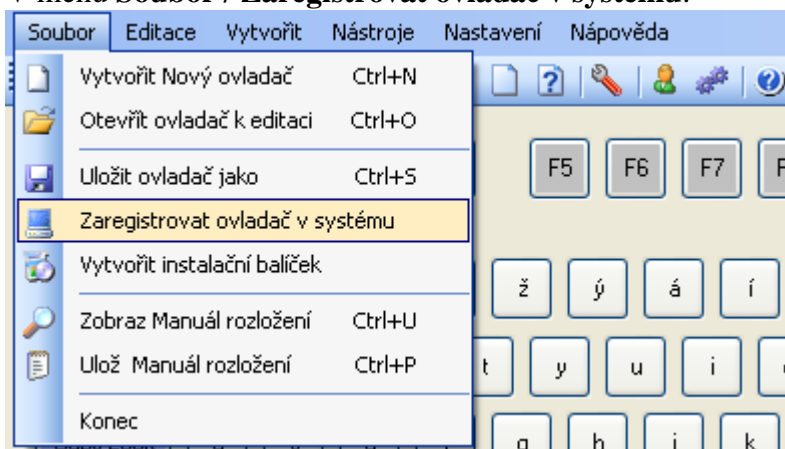 v menu Soubor / Zaregistrovat ovladač v systému.
Soubor Editace Vytvořit Nástroje Nastavení Nápověda
Vytvořit Nový ovladač Ctrl+N
Otevřít ovladač k editaci Ctrl+O
Uložit ovladač jako Ctrl+S
F5 F6 F7
Zaregistrovat ovladač v systému
Vytvořit instalační balíček
ž ý á í
Zobraz Manuál rozložení Ctrl+U
Ulož Manuál rozložení Ctrl+P
t y u i
Konec
g h j k